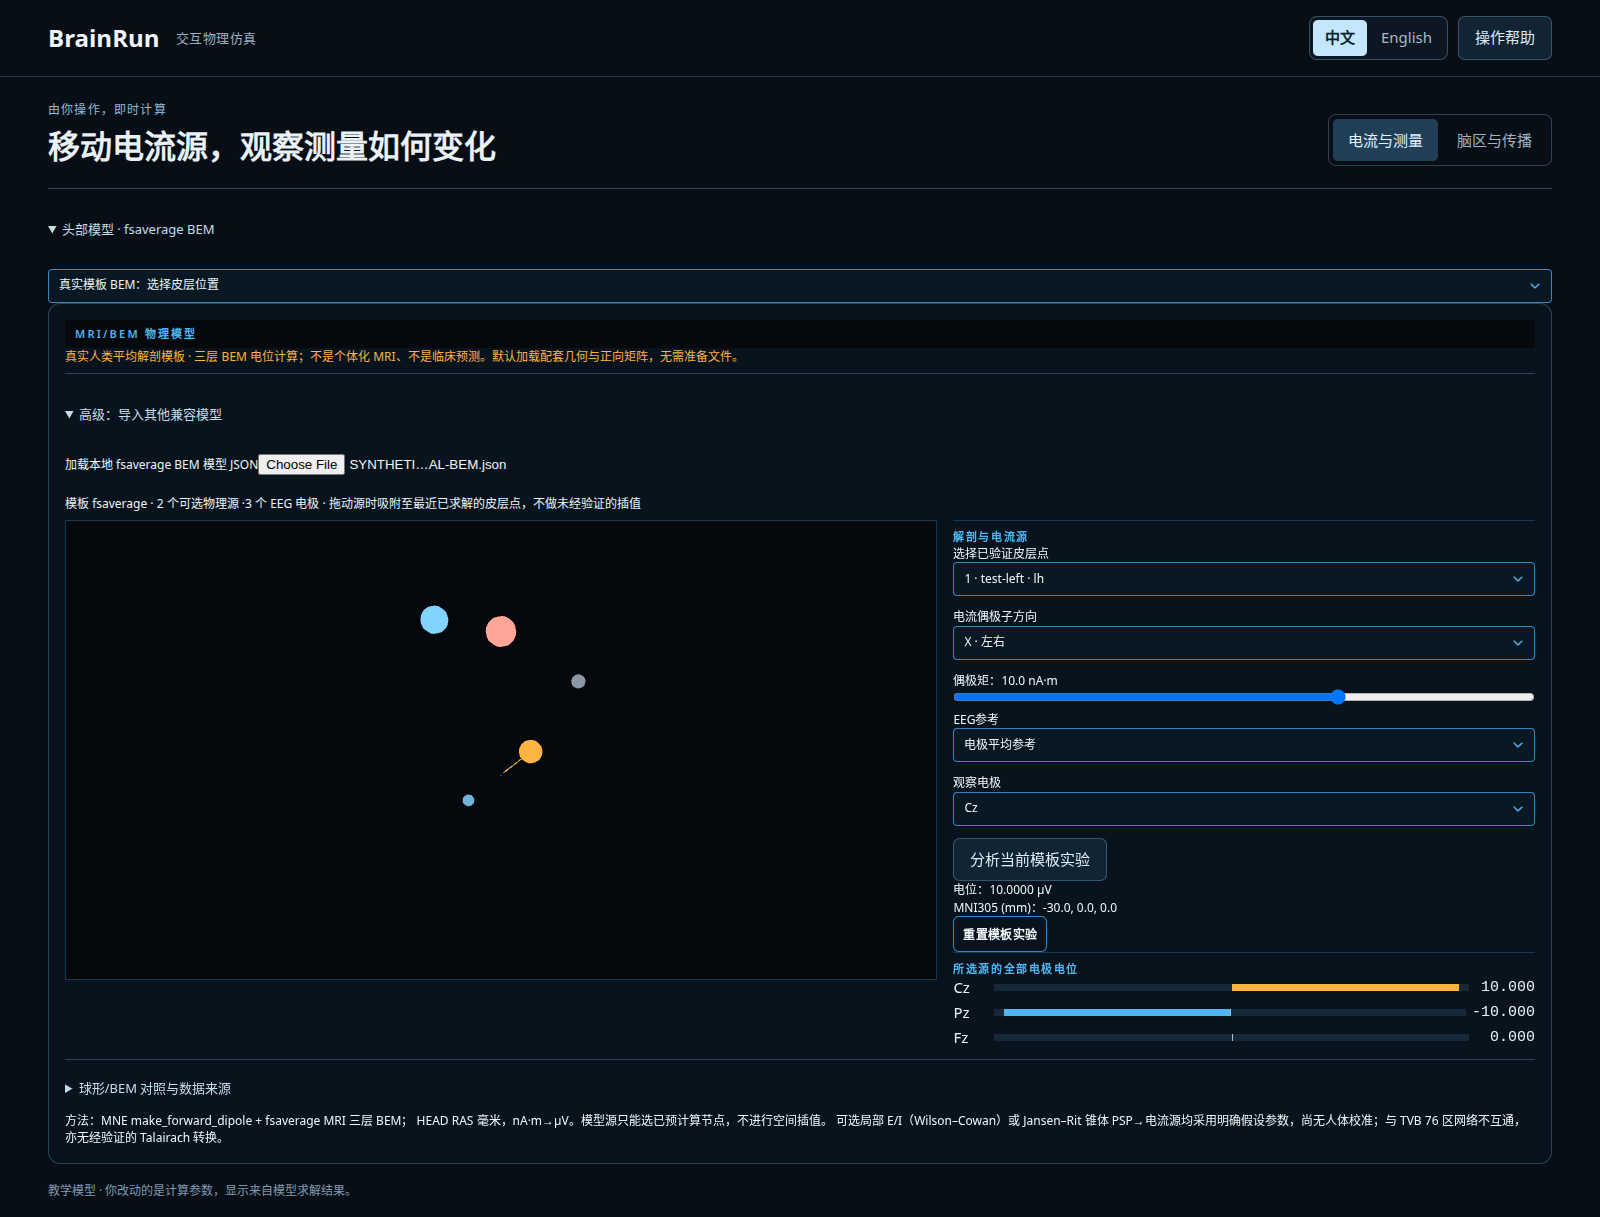 BrainRun 交互物理仿真 中文 English 操作帮助
由你操作，即时计算
移动电流源，观察测量如何变化
电流与测量 脑区与传播
▼ 头部模型 · fsaverage BEM
真实模板 BEM：选择皮层位置
MRI/BEM 物理模型
真实人类平均解剖模板 · 三层 BEM 电位计算；不是个体化 MRI、不是临床预测。默认加载配套几何与正向矩阵，无需准备文件。
▼ 高级：导入其他兼容模型
加载本地 fsaverage BEM 模型 JSON Choose File SYNTHETI…AL-BEM.json
模板 fsaverage · 2 个可选物理源 ·3 个 EEG 电极 · 拖动源时吸附至最近已求解的皮层点，不做未经验证的插值
解剖与电流源
选择已验证皮层点
1 · test-left · lh
电流偶极子方向
X · 左右
偶极矩：10.0 nA·m
EEG参考
电极平均参考
观察电极
Cz
分析当前模板实验
电位：10.0000 µV
MNI305 (mm)：-30.0, 0.0, 0.0
重置模板实验
所选源的全部电极电位
Cz 10.000
Pz -10.000
Fz 0.000
▶ 球形/BEM 对照与数据来源
方法：MNE make_forward_dipole + fsaverage MRI 三层 BEM； HEAD RAS 毫米，nA·m→µV。模型源只能选已预计算节点，不进行空间插值。 可选局部 E/I（Wilson–Cowan）或 Jansen–Rit 锥体 PSP→电流源均采用明确假设参数，尚无人体校准；与 TVB 76 区网络不互通，
亦无经验证的 Talairach 转换。
教学模型 · 你改动的是计算参数，显示来自模型求解结果。